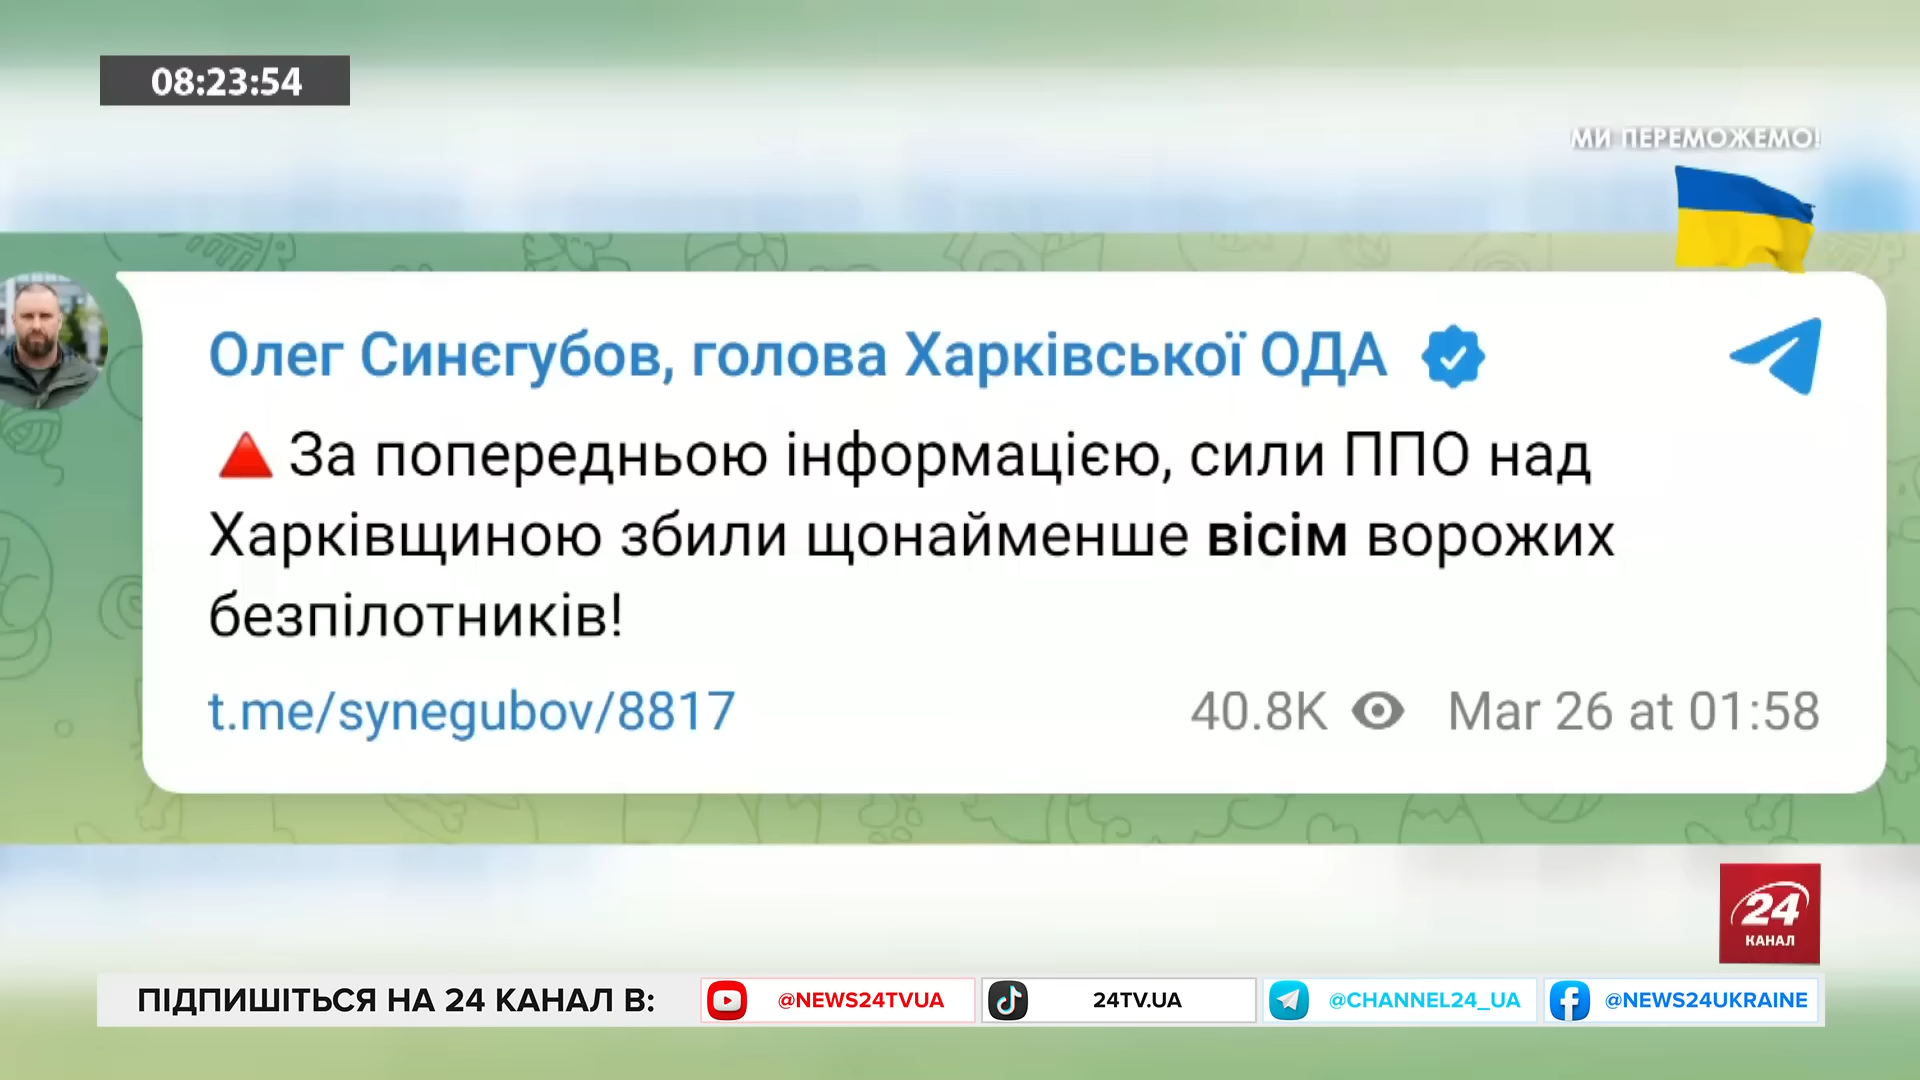 08:23:54
МИ ПЕРЕМОЖЕМО!
Олег Синєгубов, голова Харківської ОДА
За попередньою інформацією, сили ППО над
Харківщиною збили щонайменше вісім ворожих
безпілотників!
t.me/synegubov/8817 40.8K Mar 26 at 01:58
24
КАНАЛ
ПІДПИШІТЬСЯ НА 24 КАНАЛ В: @NEWS24TVUA 24TV.UA @CHANNEL24_UA @NEWS24UKRAINE